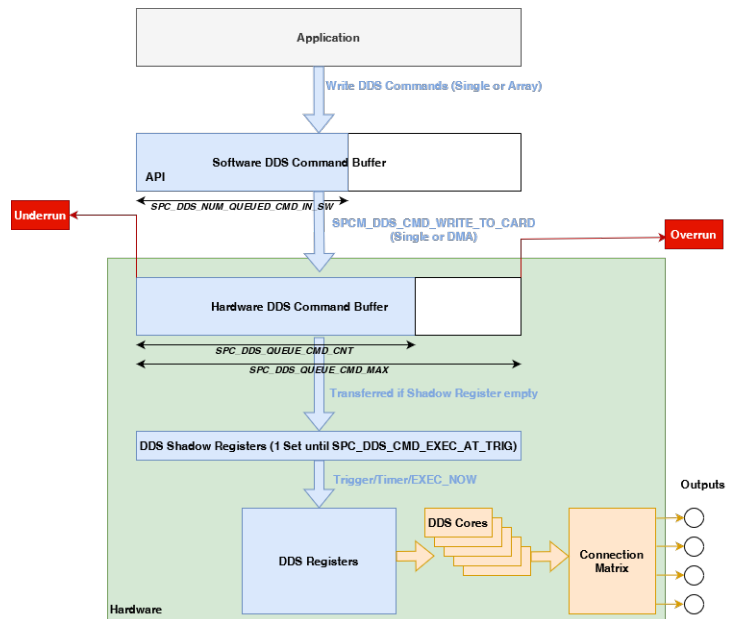 Application
Write DDS Commands (Single or Array)
Software DDS Command Buffer
API
SPC_DDS_NUM_QUEUED_CMD_IN_SW
Underrun
SPCM_DDS_CMD_WRITE_TO_CARD
(Single or DMA)
Overrun
Hardware DDS Command Buffer
SPC_DDS_QUEUE_CMD_CNT
SPC_DDS_QUEUE_CMD_MAX
Transferred if Shadow Register empty
DDS Shadow Registers (1 Set until SPC_DDS_CMD_EXEC_AT_TRIG)
Trigger/Timer/EXEC_NOW
Outputs
DDS Cores
DDS Registers
Connection
Matrix
Hardware